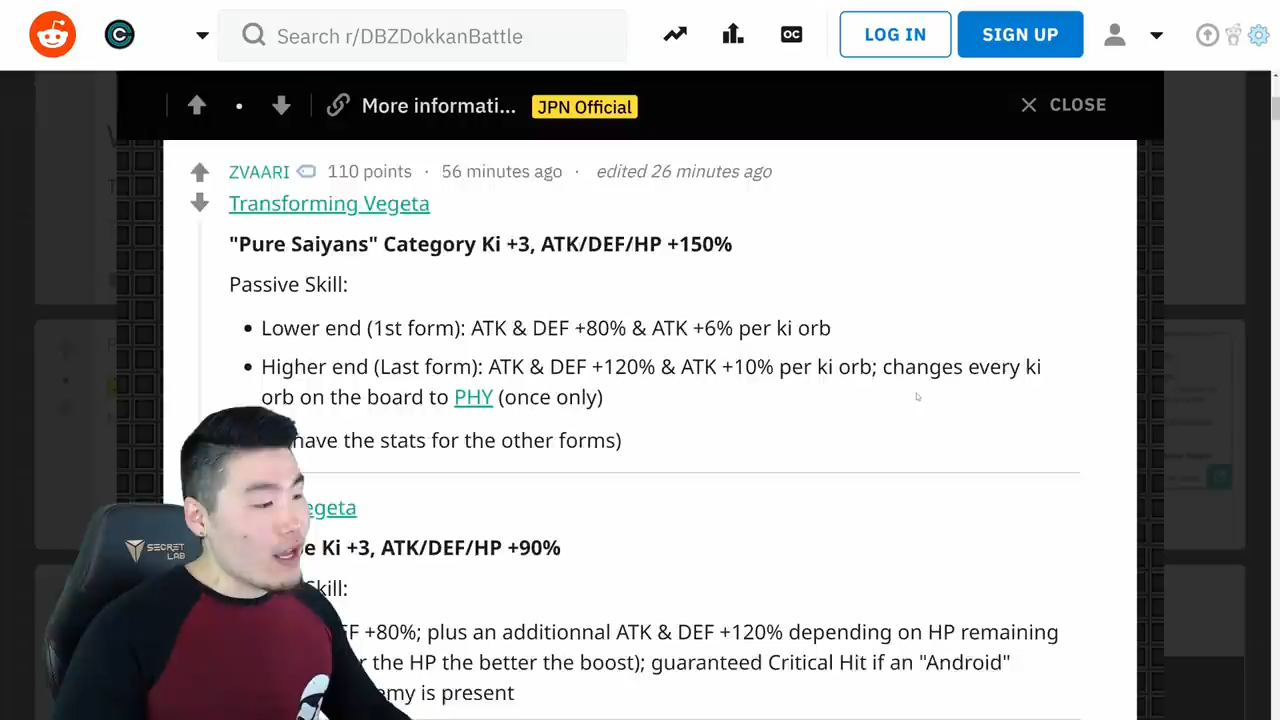 Search r/DBZDokkanBattle
OC
LOG IN
SIGN UP
More informati...
JPN Official
CLOSE
ZVAARI 110 points · 56 minutes ago · edited 26 minutes ago
Transforming Vegeta
"Pure Saiyans" Category Ki +3, ATK/DEF/HP +150%
Passive Skill:
Lower end (1st form): ATK & DEF +80% & ATK +6% per ki orb
Higher end (Last form): ATK & DEF +120% & ATK +10% per ki orb; changes every ki
orb on the board to PHY (once only)
have the stats for the other forms)
egeta
e Ki +3, ATK/DEF/HP +90%
Skill:
F +80%; plus an additionnal ATK & DEF +120% depending on HP remaining
r the HP the better the boost); guaranteed Critical Hit if an "Android"
emy is present
SECRET
LAB